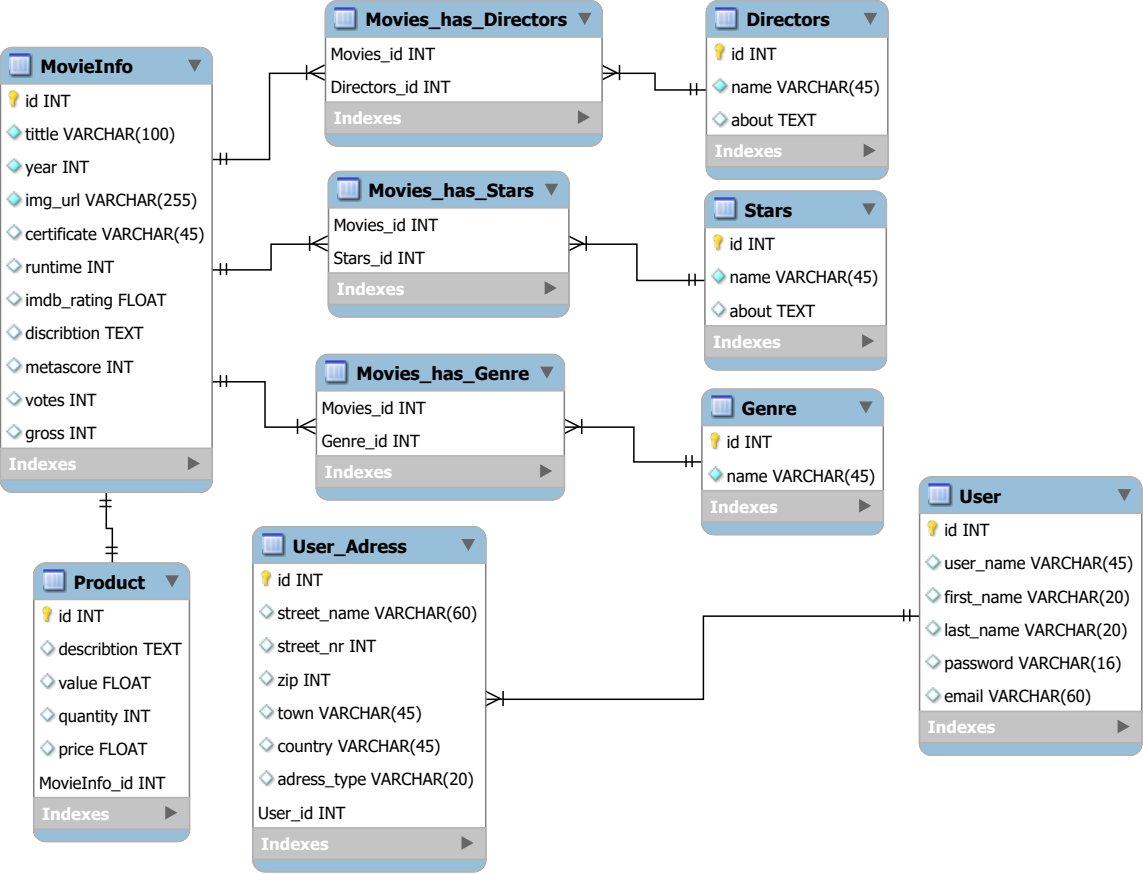 MovieInfo
id INT
tittle VARCHAR(100)
year INT
img_url VARCHAR(255)
certificate VARCHAR(45)
runtime INT
imdb_rating FLOAT
discribtion TEXT
metascore INT
votes INT
gross INT
Indexes
Movies_has_Directors
Movies_id INT
Directors_id INT
Indexes
Directors
id INT
name VARCHAR(45)
about TEXT
Indexes
Movies_has_Stars
Movies_id INT
Stars_id INT
Indexes
Stars
id INT
name VARCHAR(45)
about TEXT
Indexes
Movies_has_Genre
Movies_id INT
Genre_id INT
Indexes
Genre
id INT
name VARCHAR(45)
Indexes
Product
id INT
describtion TEXT
value FLOAT
quantity INT
price FLOAT
MovieInfo_id INT
Indexes
User_Adress
id INT
street_name VARCHAR(60)
street_nr INT
zip INT
town VARCHAR(45)
country VARCHAR(45)
adress_type VARCHAR(20)
User_id INT
Indexes
User
id INT
user_name VARCHAR(45)
first_name VARCHAR(20)
last_name VARCHAR(20)
password VARCHAR(16)
email VARCHAR(60)
Indexes